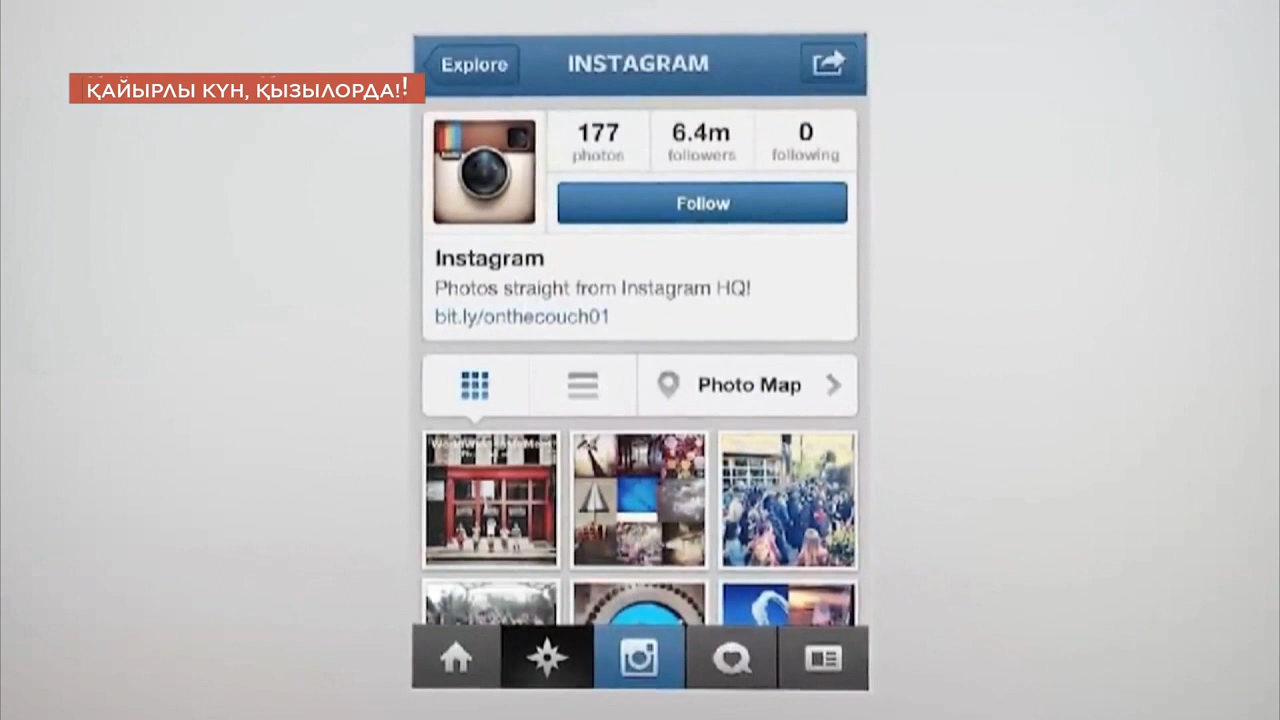 Explore
INSTAGRAM
ҚАЙЫРЛЫ КҮН, ҚЫЗЫЛОРДА!!
177
photos
6.4m
followers
0
following
Follow
Instagram
Photos straight from Instagram HQ!
bit.ly/onthecouch01
Photo Map